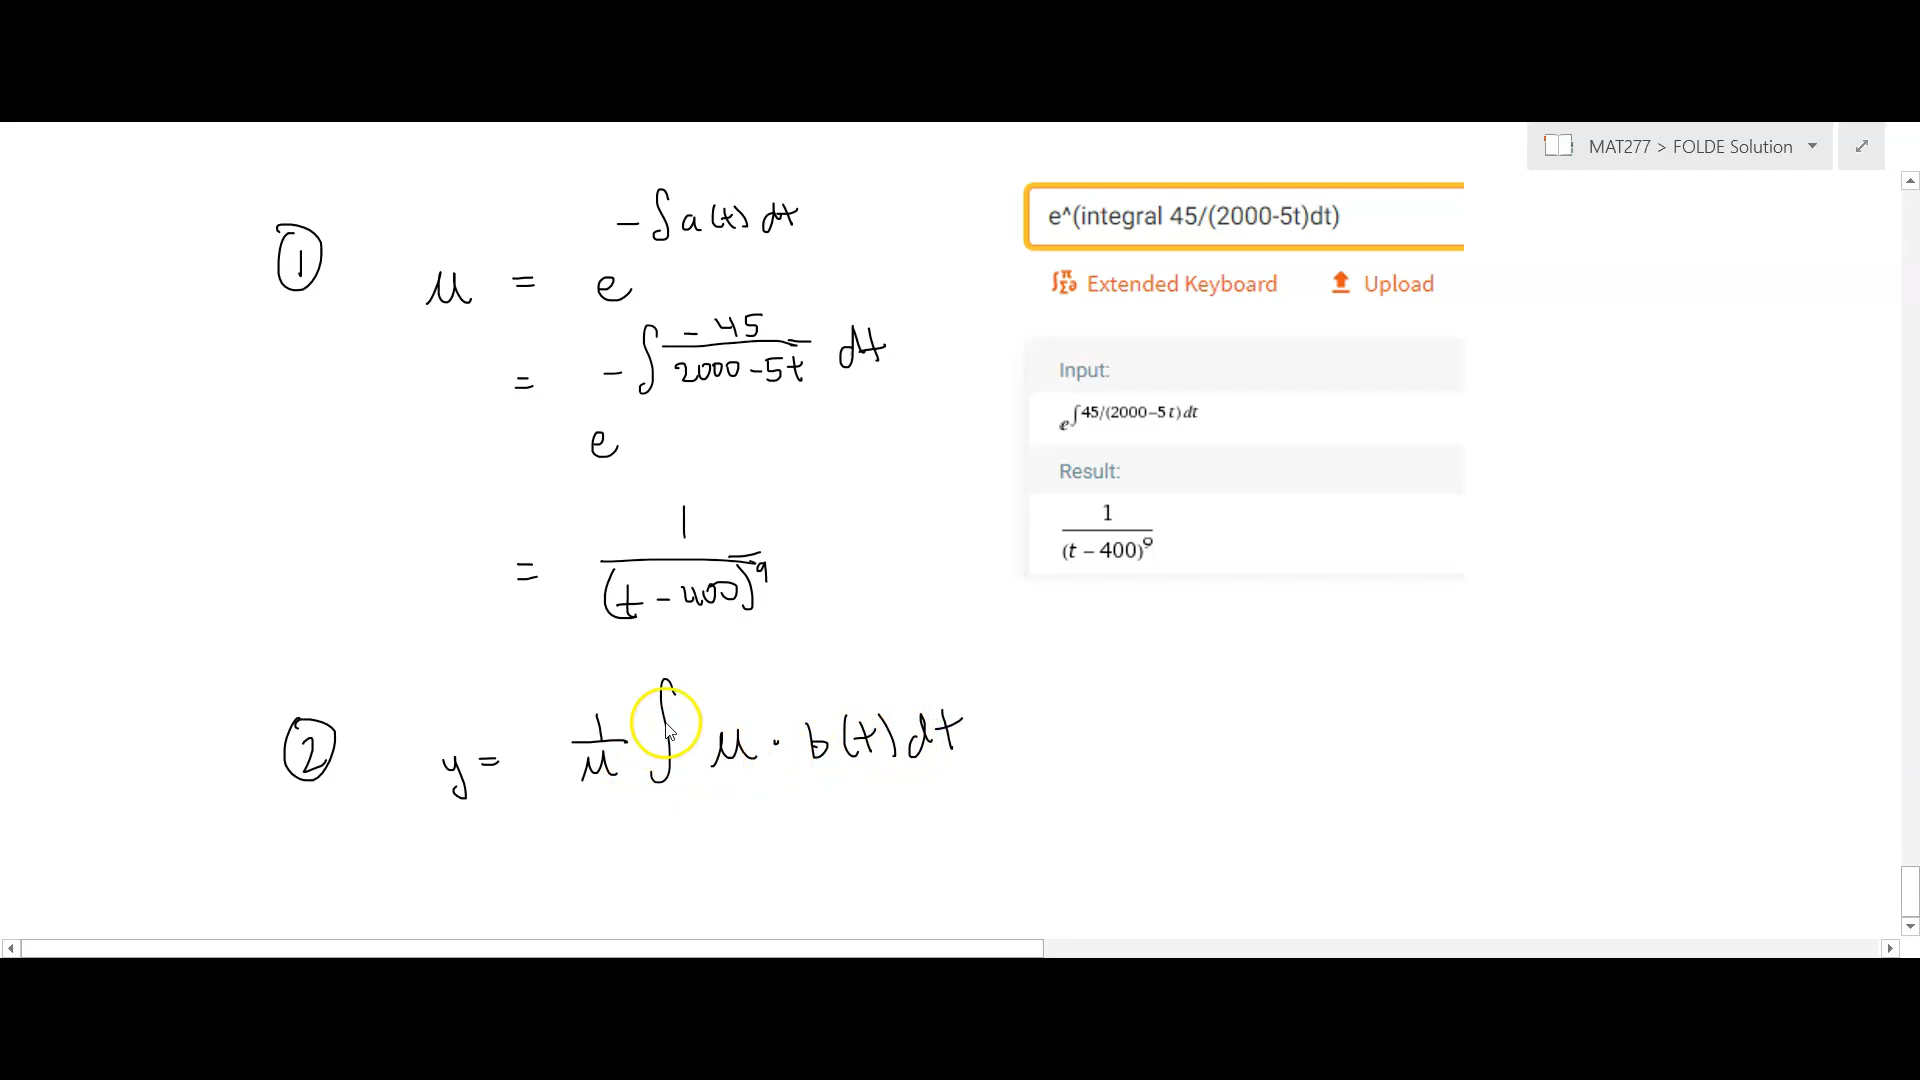 MAT277 > FOLDE Solution
① μ = e^(-∫a(t)dt)
= e^(-∫ -45/(2000-5t) dt)
= 1/(t-400)^9
② y = 1/μ ∫ μ · b(t)dt
e^(integral 45/(2000-5t)dt)
Extended Keyboard Upload
Input:
e^∫45/(2000-5t)dt
Result:
1/(t-400)^9